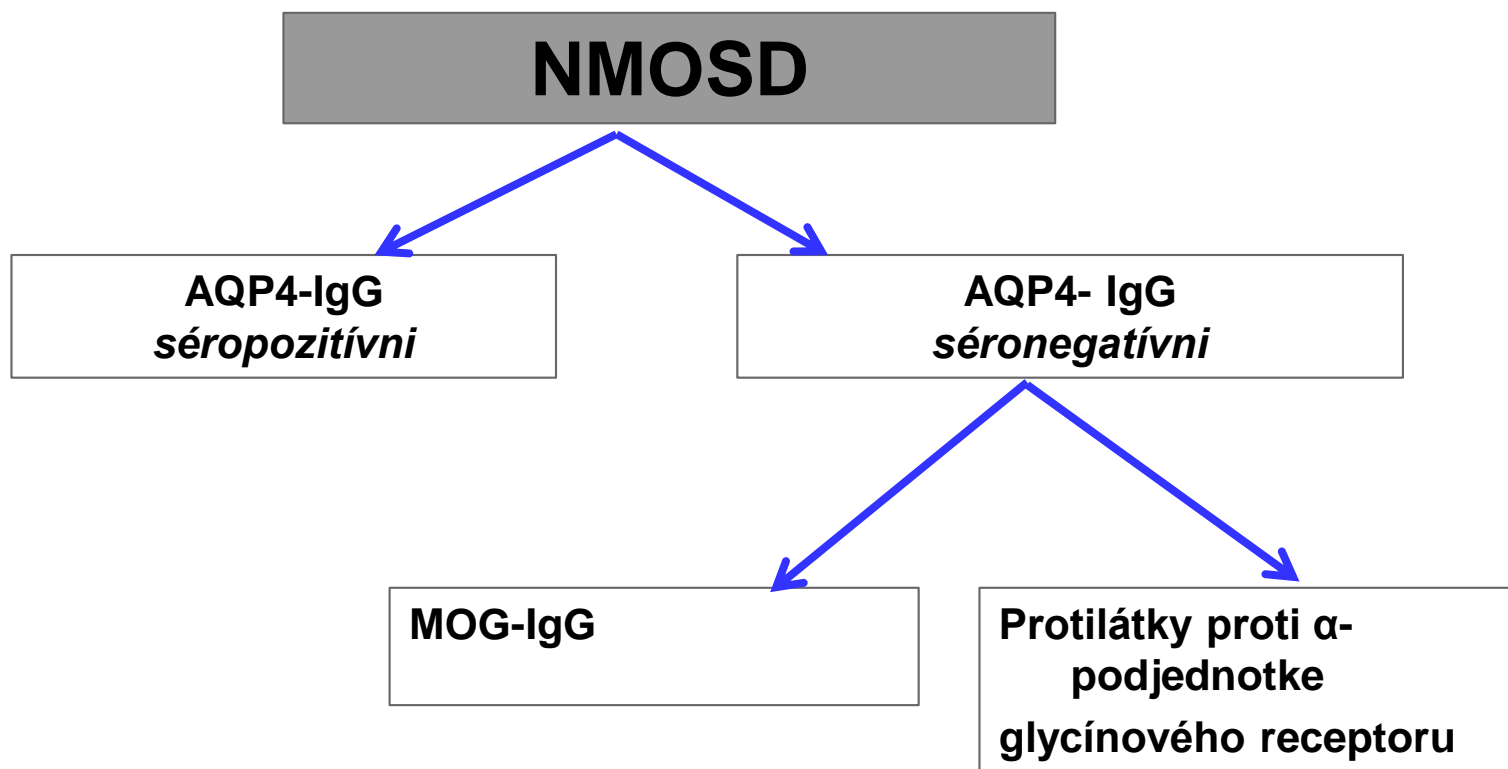 NMOSD
AQP4-IgG
séropozitívni
AQP4- IgG
séronegatívni
MOG-IgG
Protilátky proti α-
podjednotke
glycínového receptoru